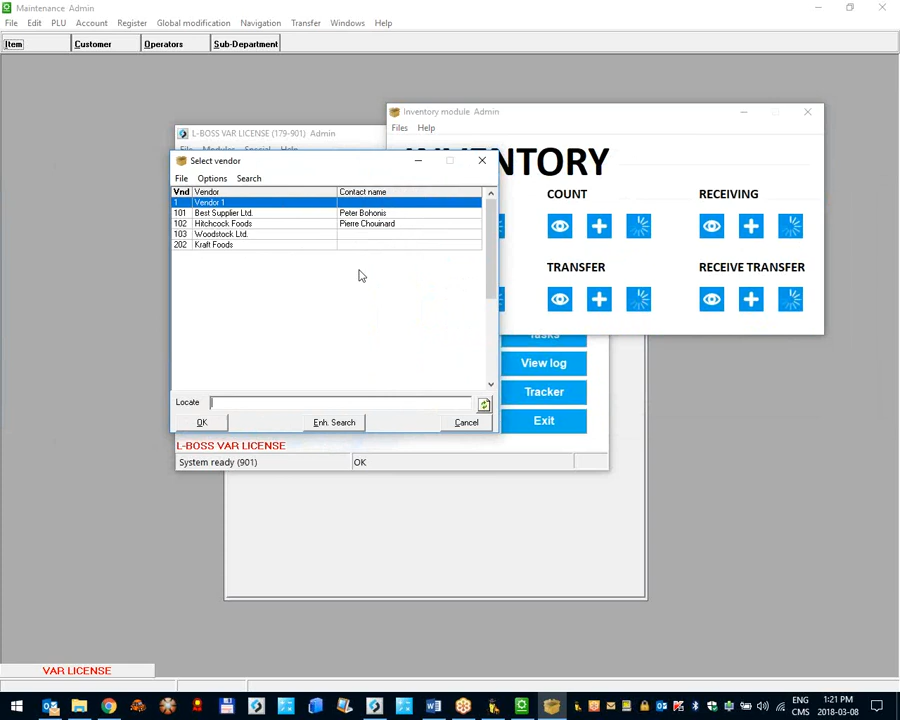 Maintenance Admin
File Edit PLU Account Register Global modification Navigation Transfer Windows Help
Item Customer Operators Sub-Department
Inventory module Admin
Files Help
L-BOSS VAR LICENSE (179-901) Admin
Select vendor
File Options Search
Vnd Vendor Contact name
1 Vendor 1
101 Best Supplier Ltd. Peter Bohonis
102 Hitchcock Foods Pierre Chouinard
103 Woodstock Ltd.
202 Kraft Foods
Locate
OK Enh. Search Cancel
COUNT RECEIVING
TRANSFER RECEIVE TRANSFER
View log
Tracker
Exit
L-BOSS VAR LICENSE
System ready (901) OK
VAR LICENSE
ENG 1:21 PM
CMS 2018-03-08